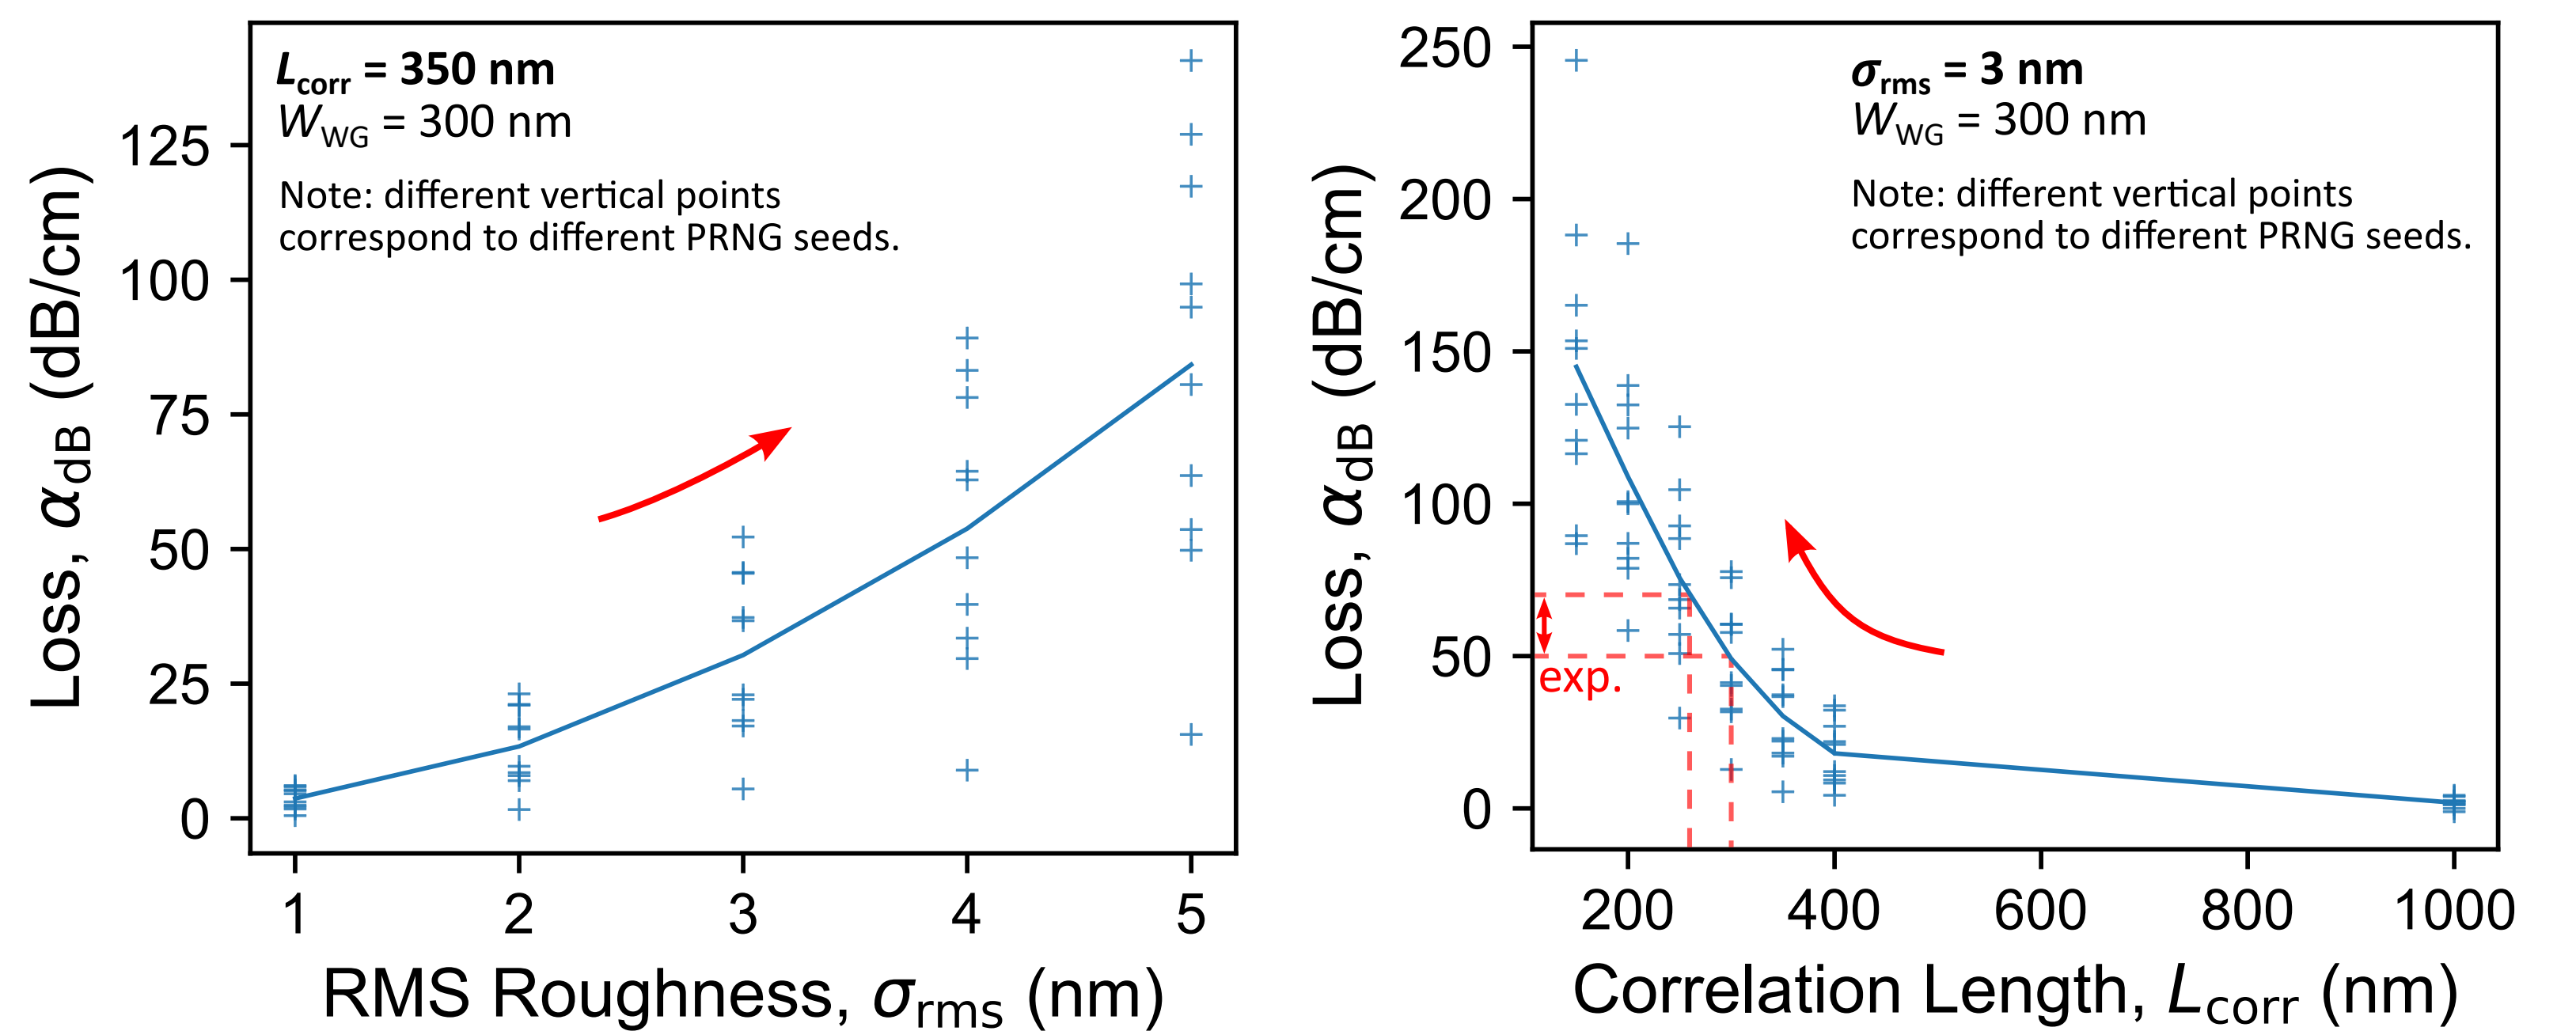 L_corr = 350 nm
W_WG = 300 nm
Note: different vertical points
correspond to different PRNG seeds.
Loss, α_dB (dB/cm)
125
100
75
50
25
0
1 2 3 4 5
RMS Roughness, σ_rms (nm)
σ_rms = 3 nm
W_WG = 300 nm
Note: different vertical points
correspond to different PRNG seeds.
Loss, α_dB (dB/cm)
250
200
150
100
50
0
exp.
200 400 600 800 1000
Correlation Length, L_corr (nm)